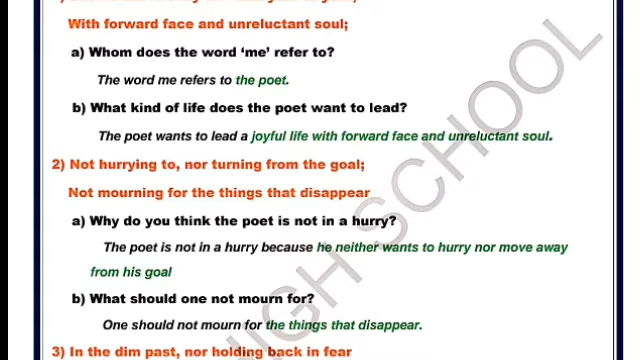 With forward face and unreluctant soul;
a) Whom does the word ‘me’ refer to?
The word me refers to the poet.
b) What kind of life does the poet want to lead?
The poet wants to lead a joyful life with forward face and unreluctant soul.
2) Not hurrying to, nor turning from the goal;
Not mourning for the things that disappear
a) Why do you think the poet is not in a hurry?
The poet is not in a hurry because he neither wants to hurry nor move away
from his goal
b) What should one not mourn for?
One should not mourn for the things that disappear.
3) In the dim past, nor holding back in fear
HIGH SCHOOL